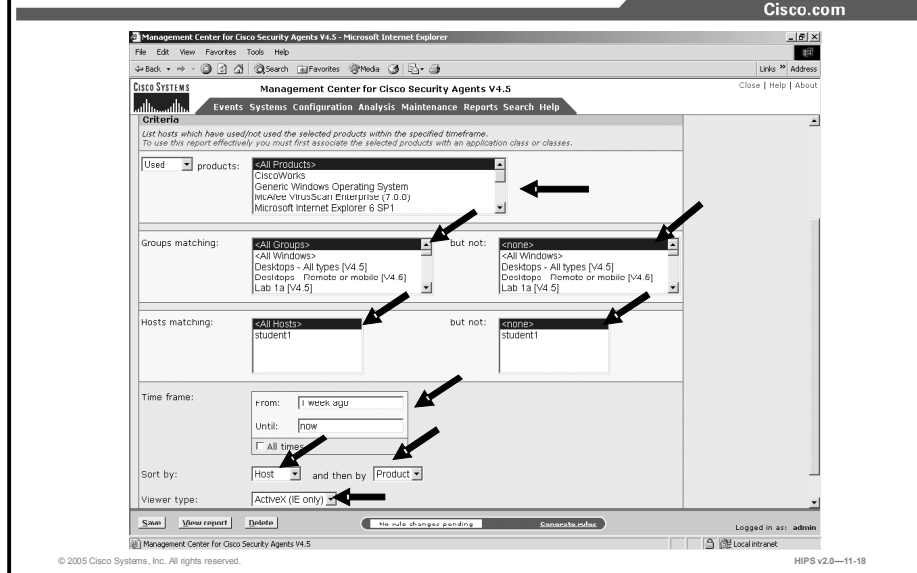 Cisco.com
Management Center for Cisco Security Agents V4.5 - Microsoft Internet Explorer
File Edit View Favorites Tools Help
Back Search Favorites Media Links » Address
CISCO SYSTEMS
Management Center for Cisco Security Agents V4.5
Close | Help | About
Events Systems Configuration Analysis Maintenance Reports Search Help
Criteria
List hosts which have used/not used the selected products within the specified timeframe.
To use this report effectively you must first associate the selected products with an application class or classes.
Used products:
<All Products>
CiscoWorks
Generic Windows Operating System
McAfee VirusScan Enterprise (7.0.0)
Microsoft Internet Explorer 6 SP1
Groups matching:
<All Groups>
<All Windows>
Desktops - All types [V4.5]
Desktops - Remote or mobile [V4.5]
Lab 1a [V4.5]
but not:
<none>
<All Windows>
Desktops - All types [V4.5]
Desktops - Remote or mobile [V4.5]
Lab 1a [V4.5]
Hosts matching:
<All Hosts>
student1
but not:
<none>
student1
Time frame:
From: 1 week ago
Until: now
All times
Sort by: Host and then by Product
Viewer type: ActiveX (IE only)
Save View report Delete No rule changes pending Generate rules Logged in as: admin
Management Center for Cisco Security Agents V4.5 Local intranet
© 2005 Cisco Systems, Inc. All rights reserved. HIPS v2.0—11-18